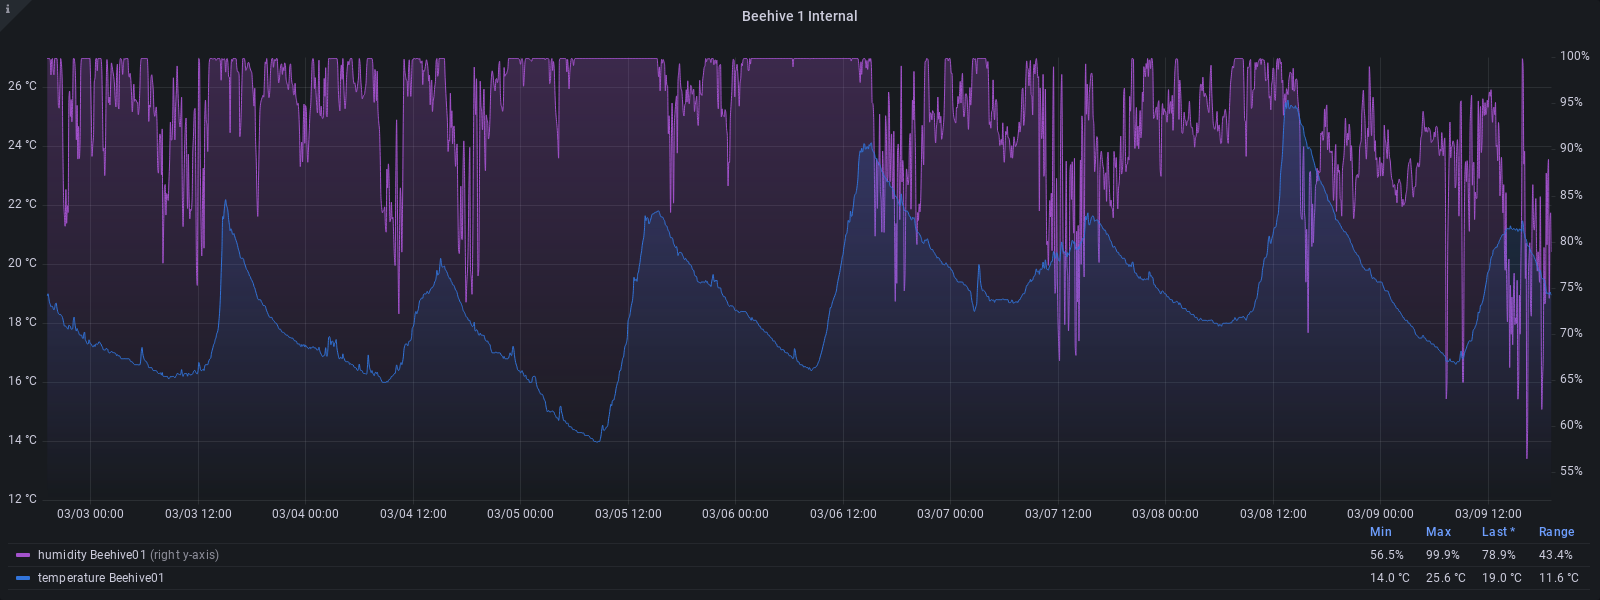 i
Beehive 1 Internal
26 °C
24 °C
22 °C
20 °C
18 °C
16 °C
14 °C
12 °C
100%
95%
90%
85%
80%
75%
70%
65%
60%
55%
03/03 00:00 03/03 12:00 03/04 00:00 03/04 12:00 03/05 00:00 03/05 12:00 03/06 00:00 03/06 12:00 03/07 00:00 03/07 12:00 03/08 00:00 03/08 12:00 03/09 00:00 03/09 12:00
Min Max Last * Range
humidity Beehive01 (right y-axis) 56.5% 99.9% 78.9% 43.4%
temperature Beehive01 14.0 °C 25.6 °C 19.0 °C 11.6 °C